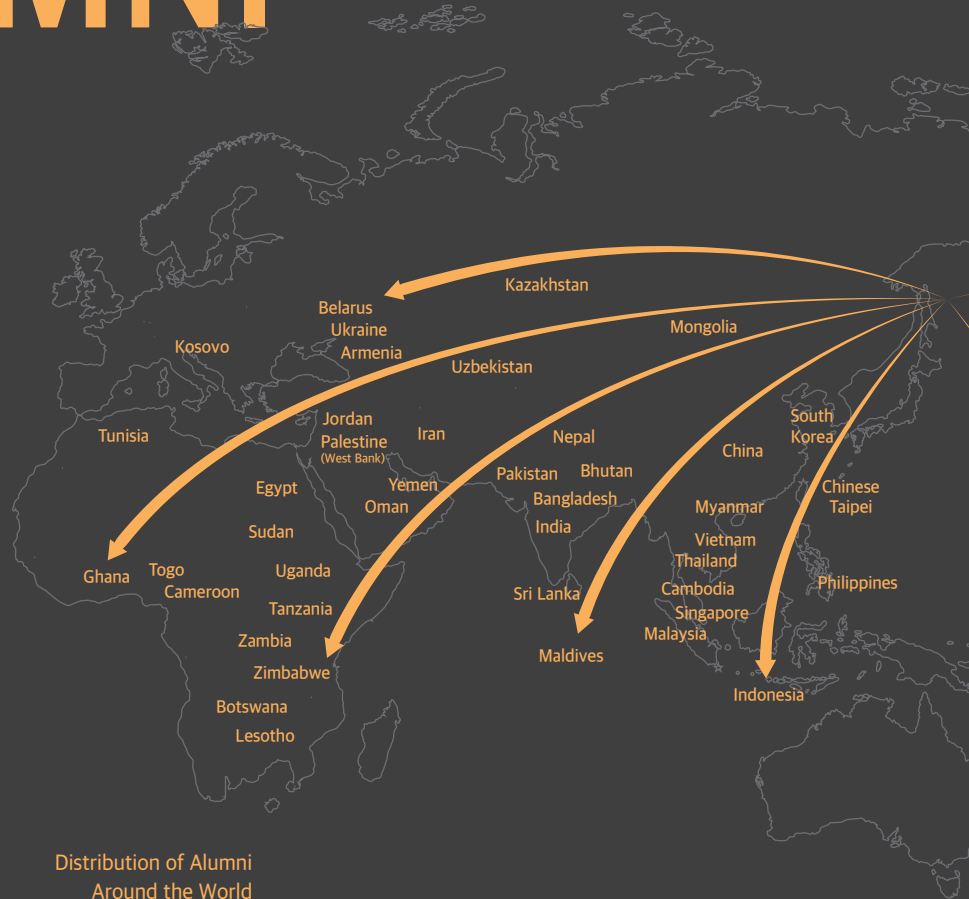 MNI
Kazakhstan
Belarus
Ukraine
Mongolia
Kosovo
Armenia
Uzbekistan
Jordan
South
Korea
Tunisia
Palestine
(West Bank)
Iran
Nepal
China
Pakistan
Bhutan
Egypt
Yemen
Chinese
Taipei
Bangladesh
Oman
Myanmar
India
Sudan
Vietnam
Thailand
Ghana
Togo
Uganda
Philippines
Cameroon
Sri Lanka
Cambodia
Tanzania
Singapore
Zambia
Malaysia
Maldives
Zimbabwe
Indonesia
Botswana
Lesotho
Distribution of Alumni
Around the World